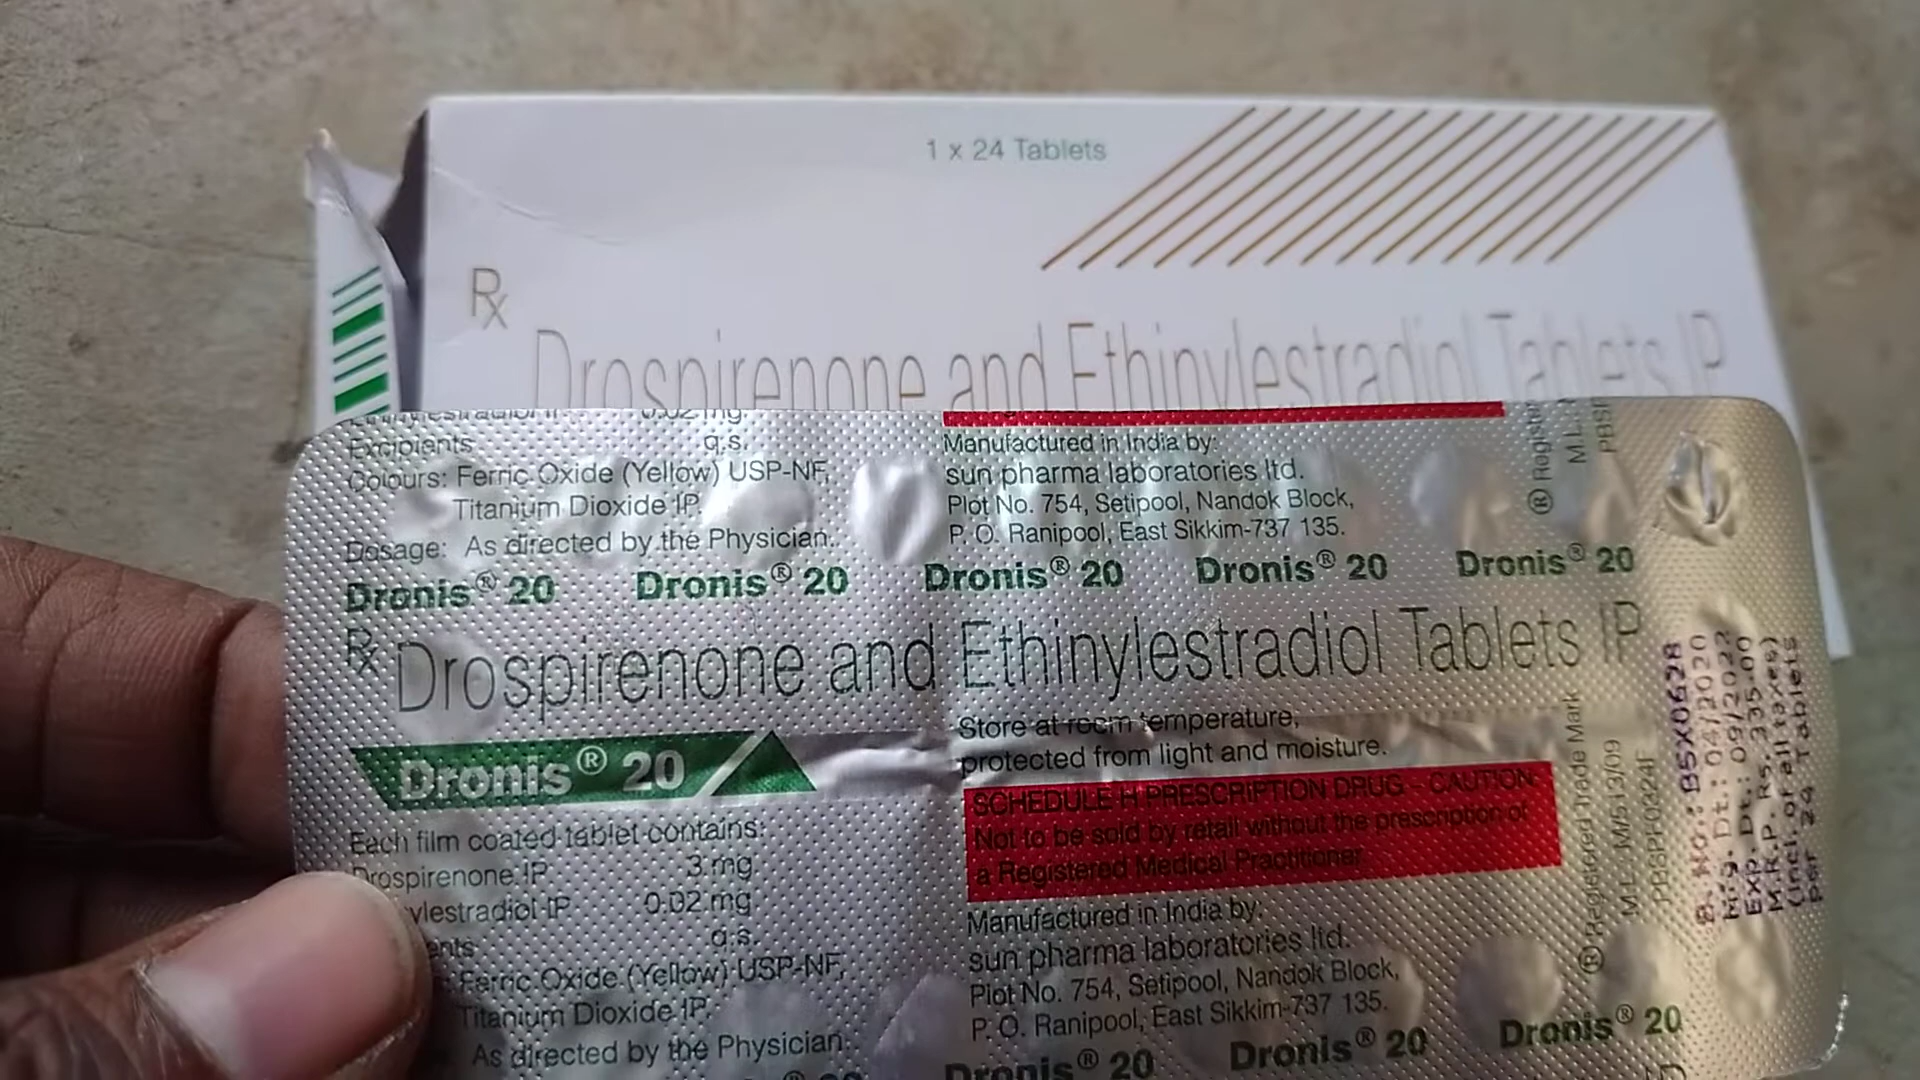 1 x 24 Tablets
Rx
Drospirenone and Ethinylestradiol Tablets IP
0.02 mg.
Excipients q.s.
Colours: Ferric Oxide (Yellow) USP-NF,
Titanium Dioxide IP.
Dosage: As directed by the Physician.
Manufactured in India by:
sun pharma laboratories ltd.
Plot No. 754, Setipool, Nandok Block,
P. O. Ranipool, East Sikkim-737 135.
Dronis® 20 Dronis® 20 Dronis® 20 Dronis® 20 Dronis® 20
Rx Drospirenone and Ethinylestradiol Tablets IP
Dronis® 20
Each film coated tablet contains:
Drospirenone IP 3 mg
ylestradiol IP 0.02 mg
ents q.s.
Ferric Oxide (Yellow) USP-NF,
Titanium Dioxide IP.
As directed by the Physician.
Store at room temperature,
protected from light and moisture.
SCHEDULE H PRESCRIPTION DRUG - CAUTION
Not to be sold by retail without the prescription of
a Registered Medical Practitioner
Manufactured in India by:
sun pharma laboratories ltd.
Plot No. 754, Setipool, Nandok Block,
P. O. Ranipool, East Sikkim-737 135.
Dronis® 20 Dronis® 20 Dronis® 20
® Register
M.L.
® Registered Trade Mark
M.L. M/513/09
B. No.: BSX0628
Mfg. Dt.: 04/2020
Exp. Dt.: 09/2022
M.R.P. Rs. 335.00
(Incl. of all taxes)
per 24 Tablets